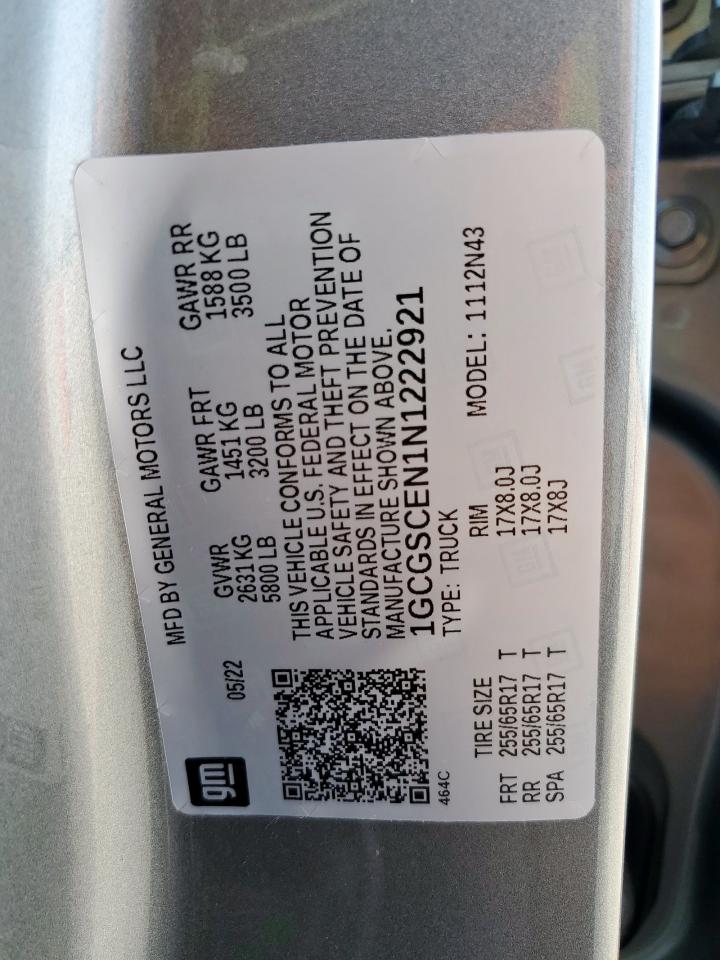 gm
05/22
MFD BY GENERAL MOTORS LLC
GVWR GAWR FRT GAWR RR
2631 KG 1451 KG 1588 KG
5800 LB 3200 LB 3500 LB
THIS VEHICLE CONFORMS TO ALL
APPLICABLE U.S. FEDERAL MOTOR
VEHICLE SAFETY AND THEFT PREVENTION
STANDARDS IN EFFECT ON THE DATE OF
MANUFACTURE SHOWN ABOVE.
1GCGSCEN1N1222921
464C
TYPE: TRUCK MODEL: 1112N43
TIRE SIZE RIM
FRT 255/65R17 T 17X8.0J
RR 255/65R17 T 17X8.0J
SPA 255/65R17 T 17X8J